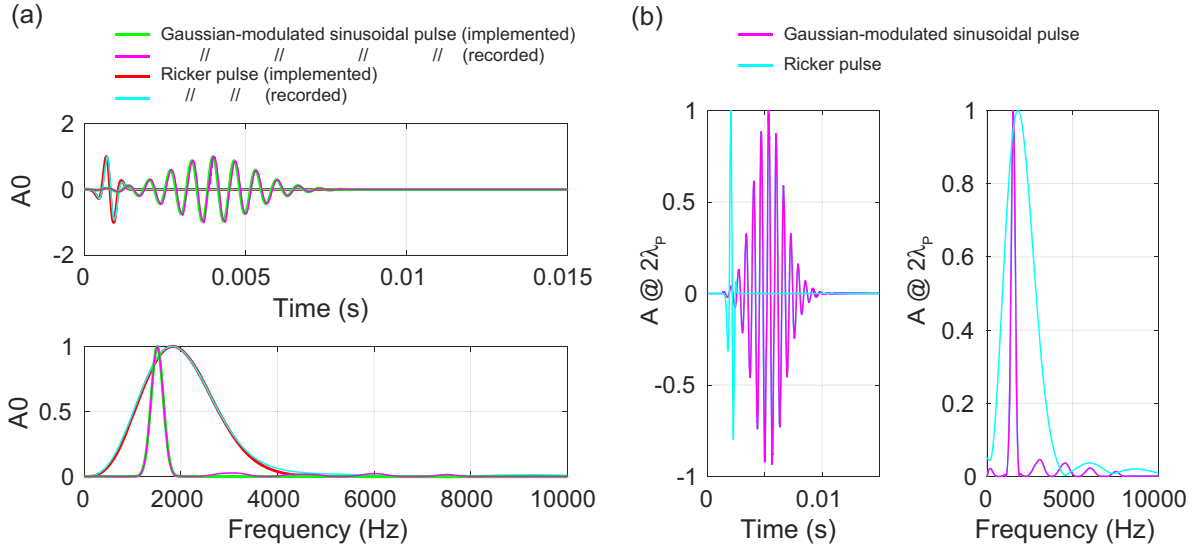 (a)
Gaussian-modulated sinusoidal pulse (implemented)
// // // // (recorded)
Ricker pulse (implemented)
// // (recorded)
2
0
-2
A0
0 0.005 0.01 0.015
Time (s)
1
0.5
0
A0
0 2000 4000 6000 8000 10000
Frequency (Hz)
(b)
Gaussian-modulated sinusoidal pulse
Ricker pulse
1
0.5
0
-0.5
-1
A @ 2λP
0 0.01
Time (s)
1
0.8
0.6
0.4
0.2
0
A @ 2λP
0 5000 10000
Frequency (Hz)